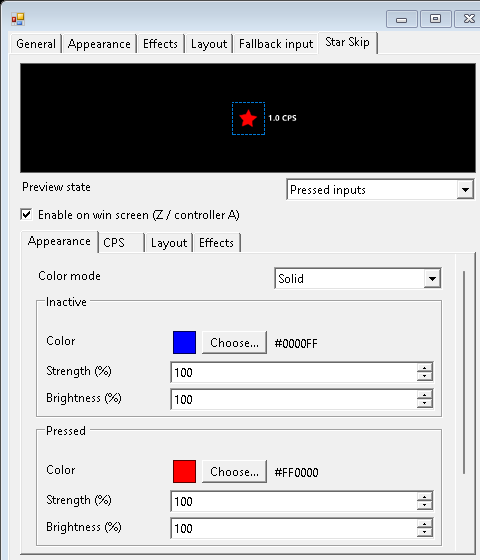 General Appearance Effects Layout Fallback input Star Skip
1.0 CPS
Preview state Pressed inputs
Enable on win screen (Z / controller A)
Appearance CPS Layout Effects
Color mode Solid
Inactive
Color Choose... #0000FF
Strength (%) 100
Brightness (%) 100
Pressed
Color Choose... #FF0000
Strength (%) 100
Brightness (%) 100